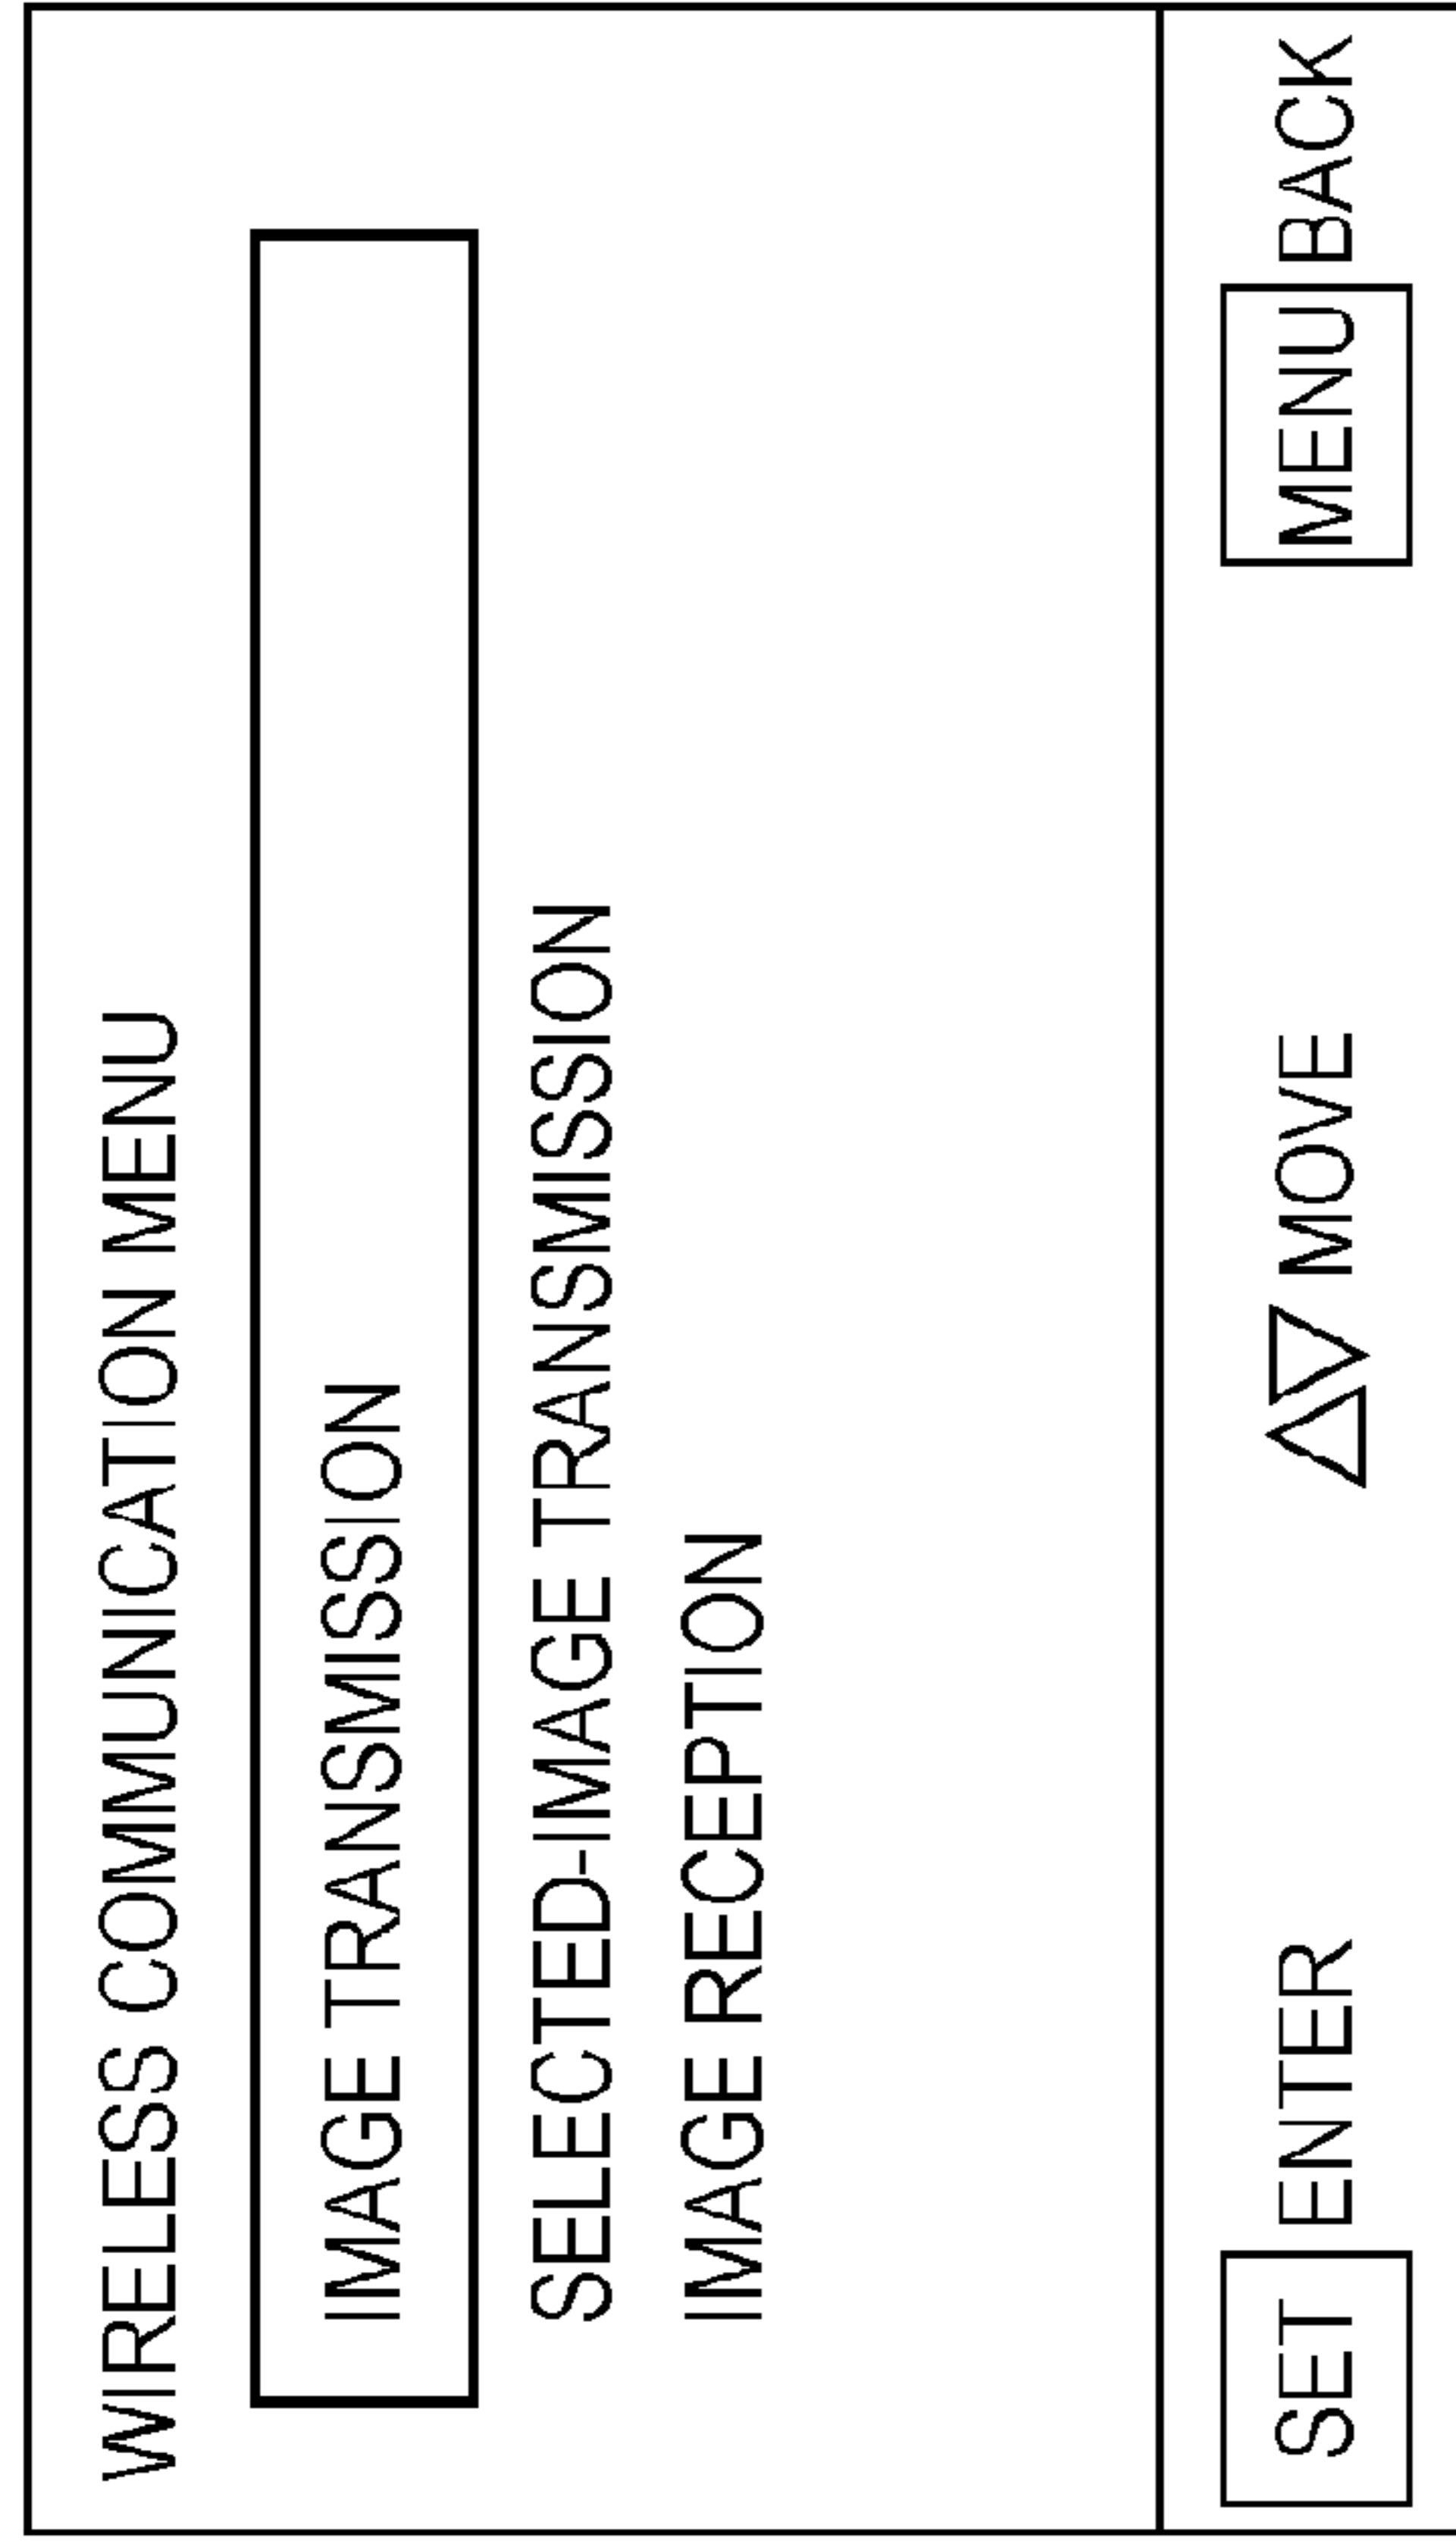 WIRELESS COMMUNICATION MENU
IMAGE TRANSMISSION
SELECTED-IMAGE TRANSMISSION
IMAGE RECEPTION
SET ENTER △▽ MOVE MENU BACK